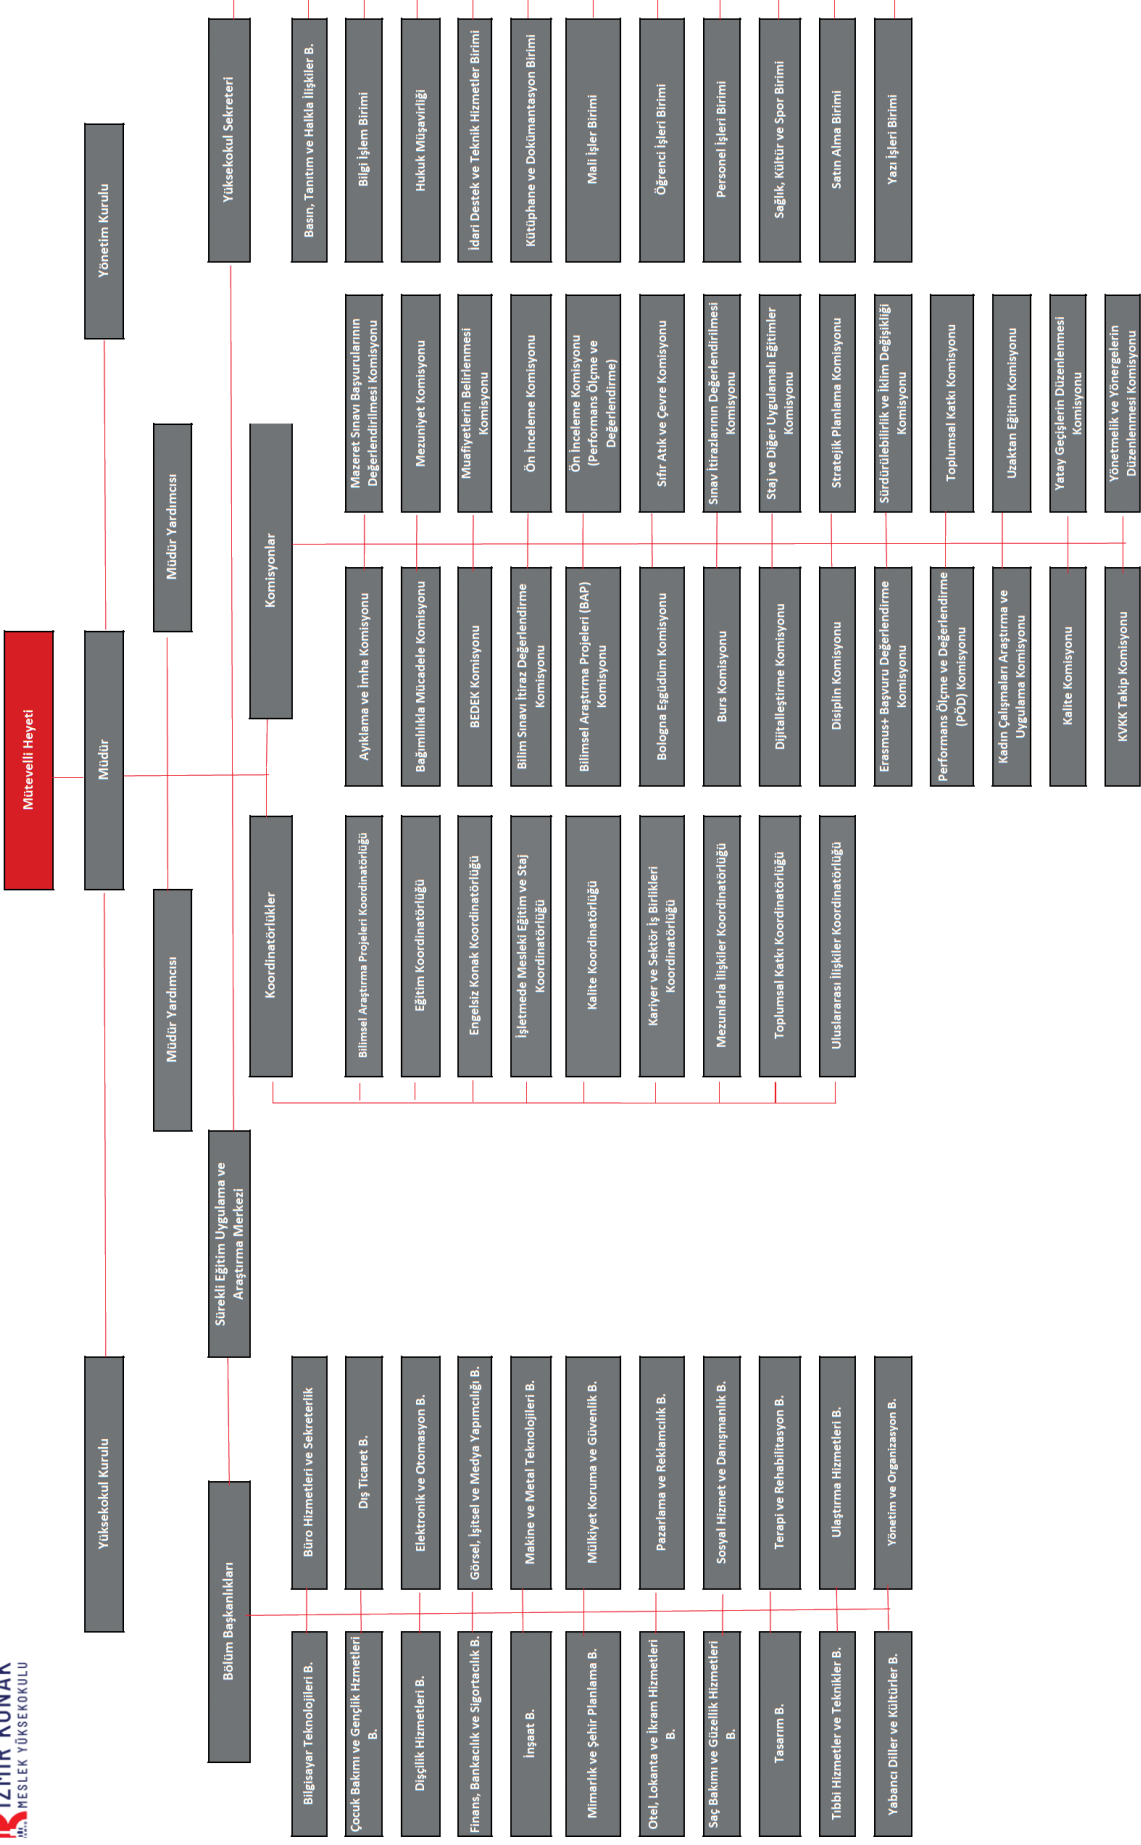 İZMİR KONAK
MESLEK YÜKSEKOKULU
Mütevelli Heyeti
Yüksekokul Kurulu
Müdür
Yönetim Kurulu
Müdür Yardımcısı
Müdür Yardımcısı
Bölüm Başkanlıkları
Sürekli Eğitim Uygulama ve
Araştırma Merkezi
Yüksekokul Sekreteri
Koordinatörlükler
Komisyonlar
Bilgisayar Teknolojileri B.
Çocuk Bakımı ve Gençlik Hzmetleri
B.
Dişçilik Hizmetleri B.
Finans, Bankacılık ve Sigortacılık B.
İnşaat B.
Mimarlık ve Şehir Planlama B.
Otel, Lokanta ve İkram Hizmetleri
B.
Saç Bakımı ve Güzellik Hizmetleri
B.
Tasarım B.
Tıbbi Hizmetler ve Teknikler B.
Yabancı Diller ve Kültürler B.
Büro Hizmetleri ve Sekreterlik
Dış Ticaret B.
Elektronik ve Otomasyon B.
Görsel, İşitsel ve Medya Yapımcılığı B.
Makine ve Metal Teknolojileri B.
Mülkiyet Koruma ve Güvenlik B.
Pazarlama ve Reklamcılık B.
Sosyal Hizmet ve Danışmanlık B.
Terapi ve Rehabilitasyon B.
Ulaştırma Hizmetleri B.
Yönetim ve Organizasyon B.
Bilimsel Araştırma Projeleri Koordinatörlüğü
Eğitim Koordinatörlüğü
Engelsiz Konak Koordinatörlüğü
İşletmede Mesleki Eğitim ve Staj
Koordinatörlüğü
Kalite Koordinatörlüğü
Kariyer ve Sektör İş Birlikleri
Koordinatörlüğü
Mezunlarla İlişkiler Koordinatörlüğü
Toplumsal Katkı Koordinatörlüğü
Uluslararası İlişkiler Koordinatörlüğü
Ayıklama ve İmha Komisyonu
Bağımlılıkla Mücadele Komisyonu
BEDEK Komisyonu
Bilim Sınavı İtiraz Değerlendirme
Komisyonu
Bilimsel Araştırma Projeleri (BAP)
Komisyonu
Bologna Eşgüdüm Komisyonu
Burs Komisyonu
Dijitalleştirme Komisyonu
Disiplin Komisyonu
Erasmus+ Başvuru Değerlendirme
Komisyonu
Performans Ölçme ve Değerlendirme
(PÖD) Komisyonu
Kadın Çalışmaları Araştırma ve
Uygulama Komisyonu
Kalite Komisyonu
KVKK Takip Komisyonu
Mazeret Sınavı Başvurularının
Değerlendirilmesi Komisyonu
Mezuniyet Komisyonu
Muafiyetlerin Belirlenmesi
Komisyonu
Ön İnceleme Komisyonu
Ön İnceleme Komisyonu
(Performans Ölçme ve
Değerlendirme)
Sıfır Atık ve Çevre Komisyonu
Sınav İtirazlarının Değerlendirilmesi
Komisyonu
Staj ve Diğer Uygulamalı Eğitimler
Komisyonu
Stratejik Planlama Komisyonu
Sürdürülebilirlik ve İklim Değişikliği
Komisyonu
Toplumsal Katkı Komisyonu
Uzaktan Eğitim Komisyonu
Yatay Geçişlerin Düzenlenmesi
Komisyonu
Yönetmelik ve Yönergelerin
Düzenlenmesi Komisyonu
Basın, Tanıtım ve Halkla İlişkiler B.
Bilgi İşlem Birimi
Hukuk Müşavirliği
İdari Destek ve Teknik Hizmetler Birimi
Kütüphane ve Dokümantasyon Birimi
Mali İşler Birimi
Öğrenci İşleri Birimi
Personel İşleri Birimi
Sağlık, Kültür ve Spor Birimi
Satın Alma Birimi
Yazı İşleri Birimi